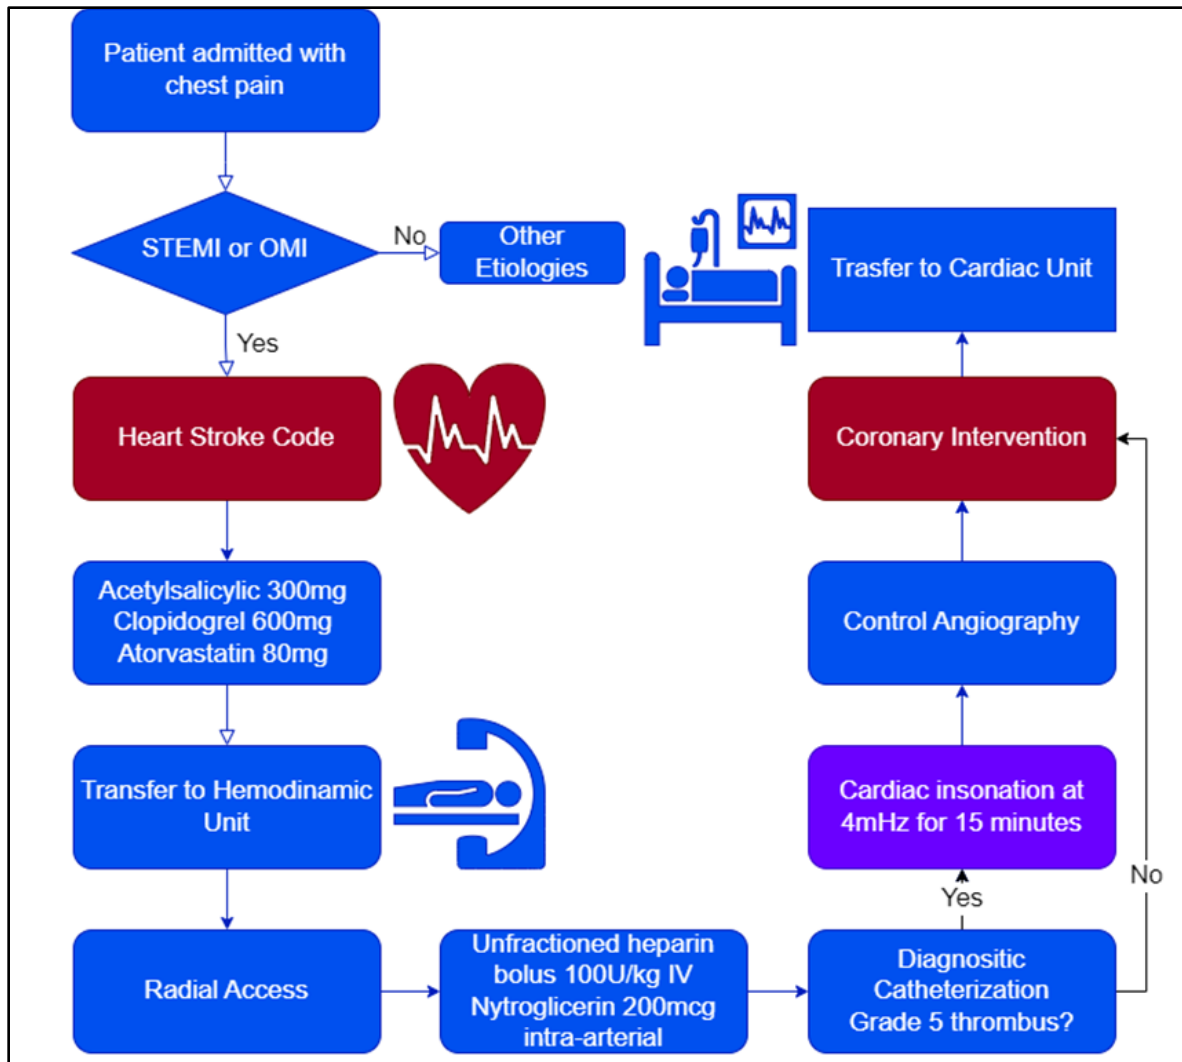 Patient admitted with
chest pain
STEMI or OMI
No
Other
Etiologies
Yes
Heart Stroke Code
Acetylsalicylic 300mg
Clopidogrel 600mg
Atorvastatin 80mg
Transfer to Hemodinamic
Unit
Radial Access
Unfractioned heparin
bolus 100U/kg IV
Nytroglicerin 200mcg
intra-arterial
Diagnositic
Catheterization
Grade 5 thrombus?
Yes
No
Cardiac insonation at
4mHz for 15 minutes
Control Angiography
Coronary Intervention
Trasfer to Cardiac Unit